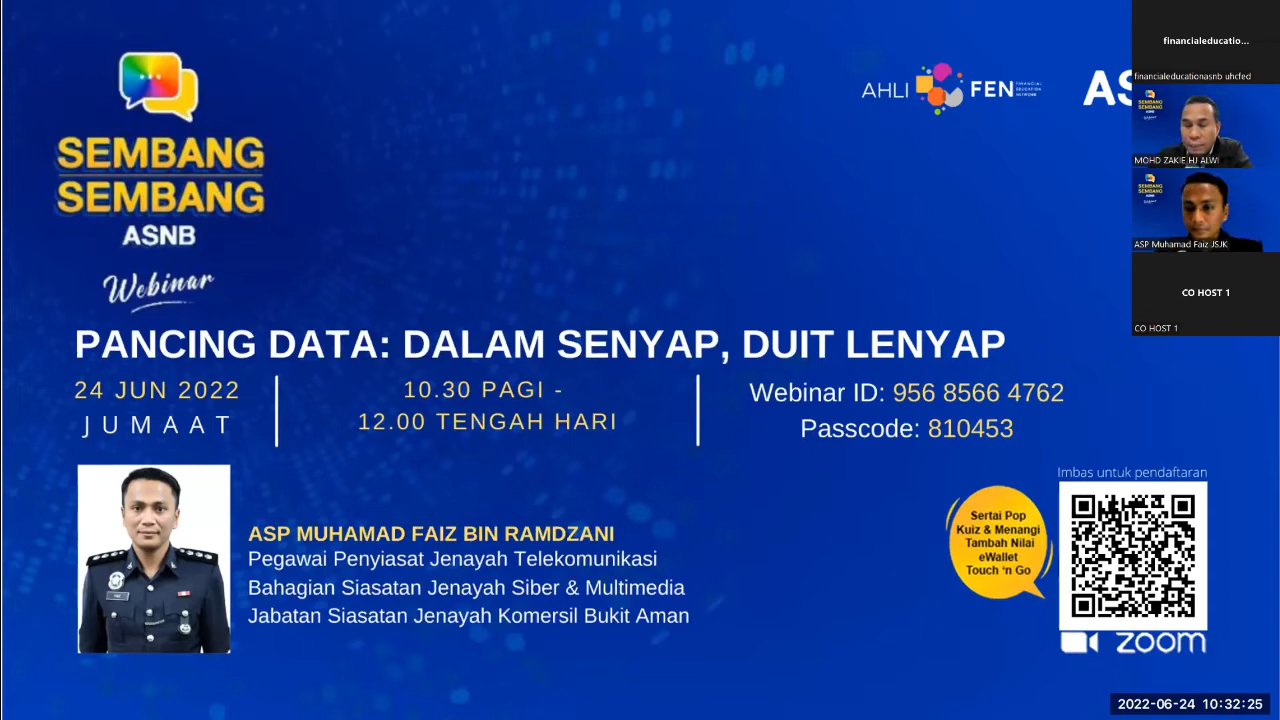 SEMBANG
SEMBANG
ASNB
Webinar
AHLI FEN FINANCIAL EDUCATION NETWORK
AS
PANCING DATA: DALAM SENYAP, DUIT LENYAP
24 JUN 2022
JUMAAT
10.30 PAGI -
12.00 TENGAH HARI
Webinar ID: 956 8566 4762
Passcode: 810453
ASP MUHAMAD FAIZ BIN RAMDZANI
Pegawai Penyiasat Jenayah Telekomunikasi
Bahagian Siasatan Jenayah Siber & Multimedia
Jabatan Siasatan Jenayah Komersil Bukit Aman
Sertai Pop
Kuiz & Menangi
Tambah Nilai
eWallet
Touch 'n Go
Imbas untuk pendaftaran
zoom
financialeducatio...
financialeducationasnb uhcfed
SEMBANG
SEMBANG
MOHD ZAKIE HJ ALWI
SEMBANG
SEMBANG
ASP Muhamad Faiz JSJK
CO HOST 1
CO HOST 1
2022-06-24 10:32:25